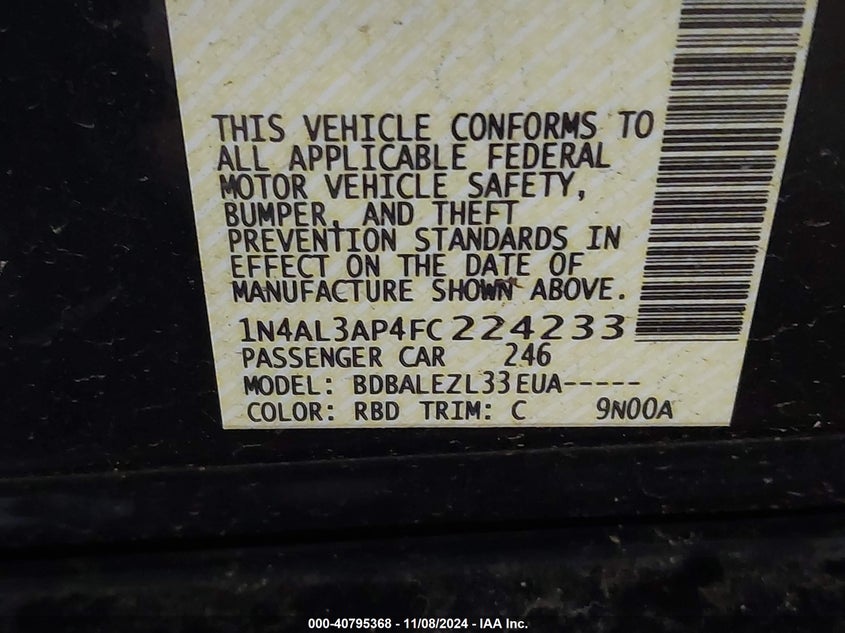 THIS VEHICLE CONFORMS TO
ALL APPLICABLE FEDERAL
MOTOR VEHICLE SAFETY,
BUMPER, AND THEFT
PREVENTION STANDARDS IN
EFFECT ON THE DATE OF
MANUFACTURE SHOWN ABOVE.
1N4AL3AP4FC224233
PASSENGER CAR 246
MODEL: BDBALEZL33EUA-----
COLOR: RBD TRIM: C 9N00A
000-40795368 - 11/08/2024 - IAA Inc.